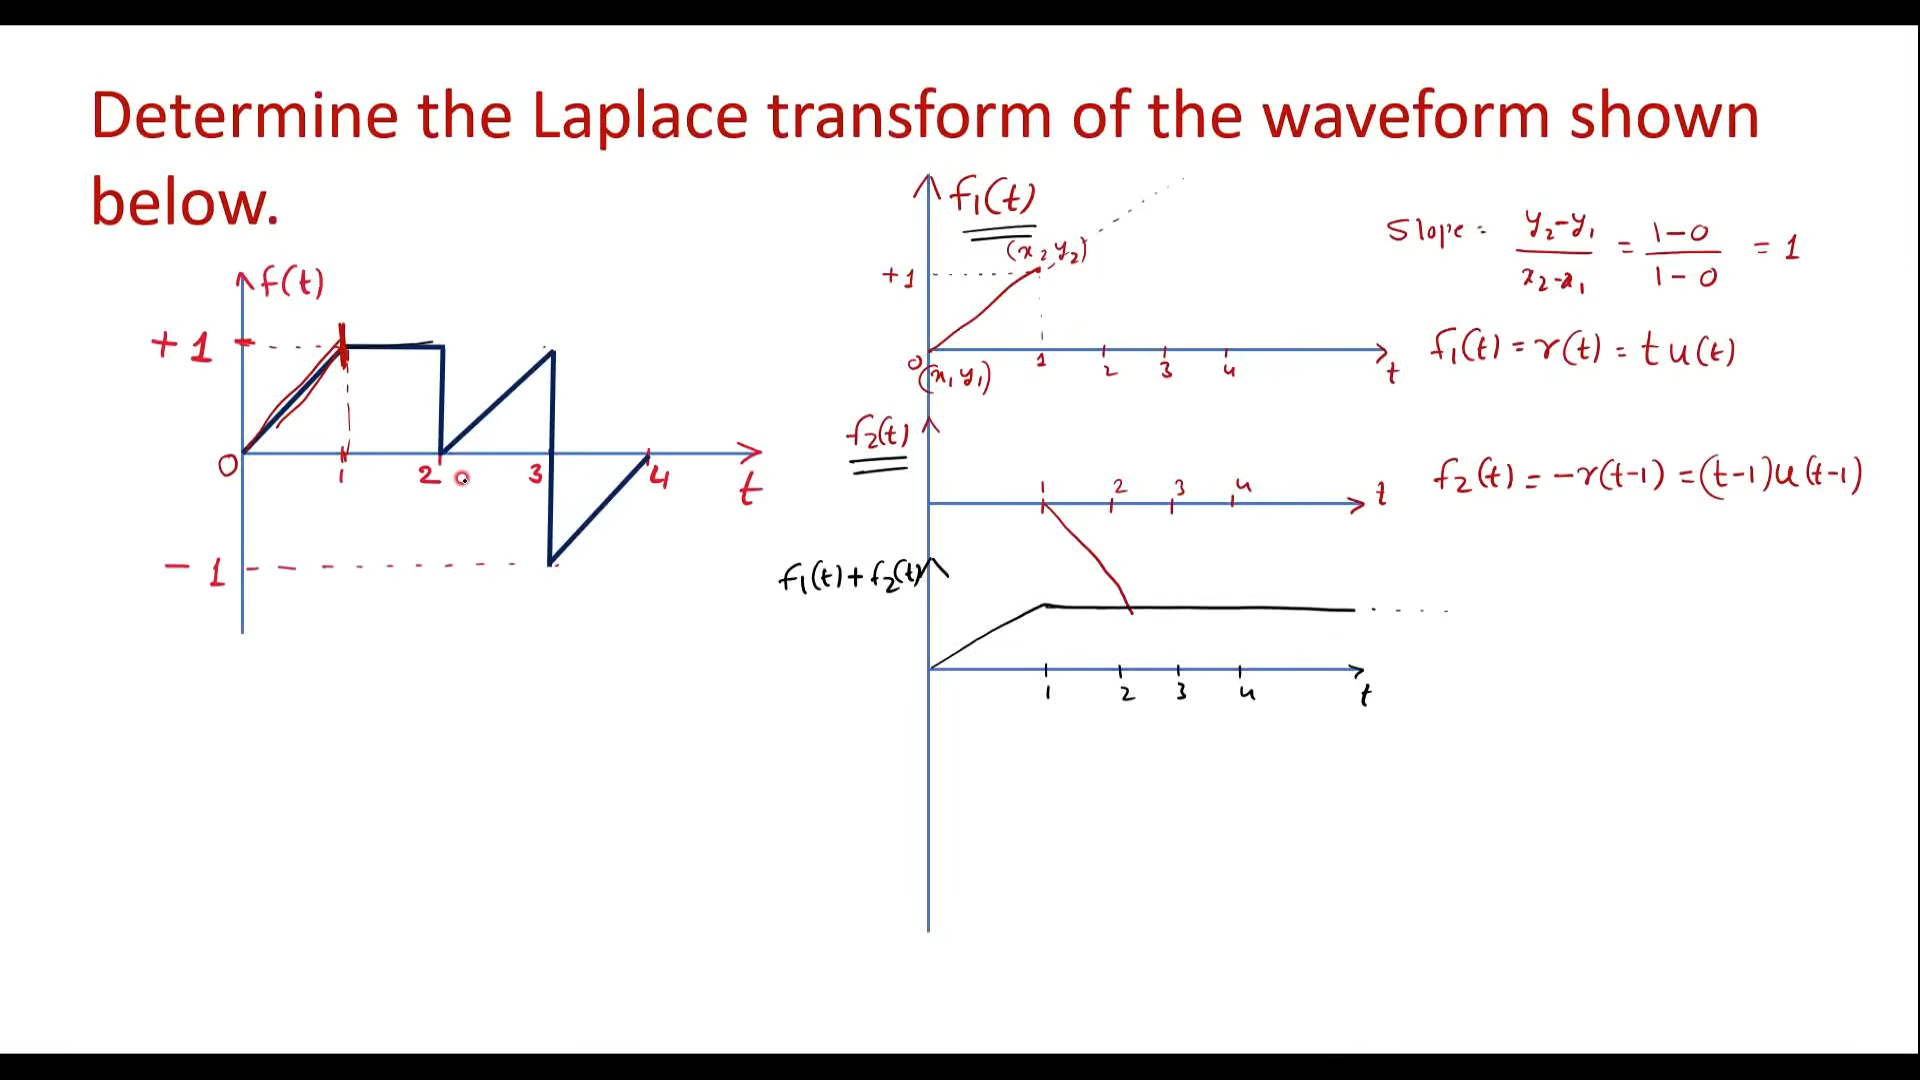 Determine the Laplace transform of the waveform shown
below.
f(t)
+1
0
1
2
3
4
t
-1
f₁(t)
(x₂,y₂)
+1
0
(x₁ y₁)
1
2
3
4
t
Slope = y₂-y₁/x₂-x₁ = 1-0/1-0 = 1
f₁(t) = r(t) = t u(t)
f₂(t)
1
2
3
4
t
f₂(t) = -r(t-1) = (t-1)u(t-1)
f₁(t)+f₂(t)
1
2
3
4
t